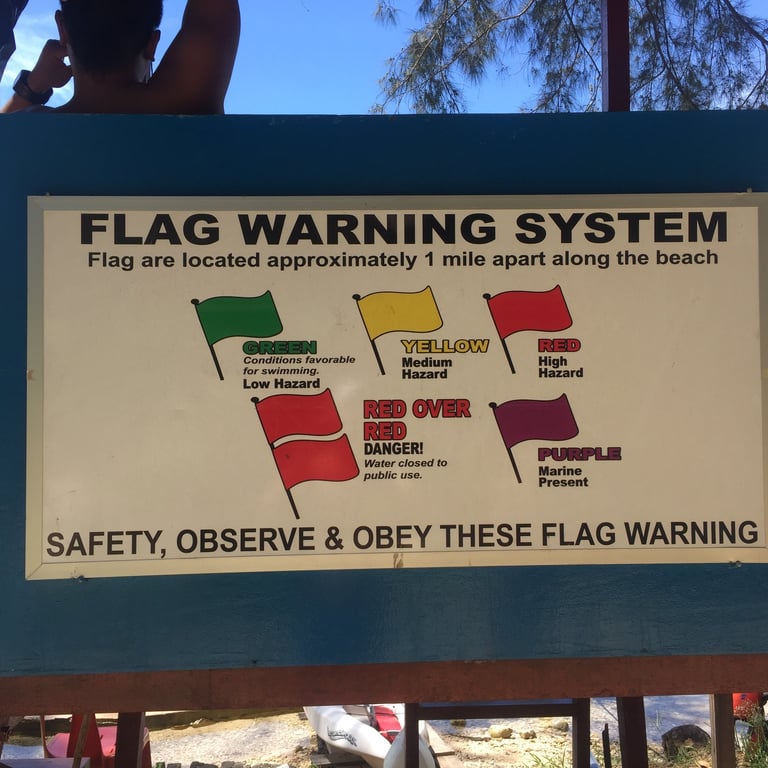 FLAG WARNING SYSTEM
Flag are located approximately 1 mile apart along the beach
GREEN
Conditions favorable
for swimming.
Low Hazard
YELLOW
Medium
Hazard
RED
High
Hazard
RED OVER
RED
DANGER!
Water closed to
public use.
PURPLE
Marine
Present
SAFETY, OBSERVE & OBEY THESE FLAG WARNING